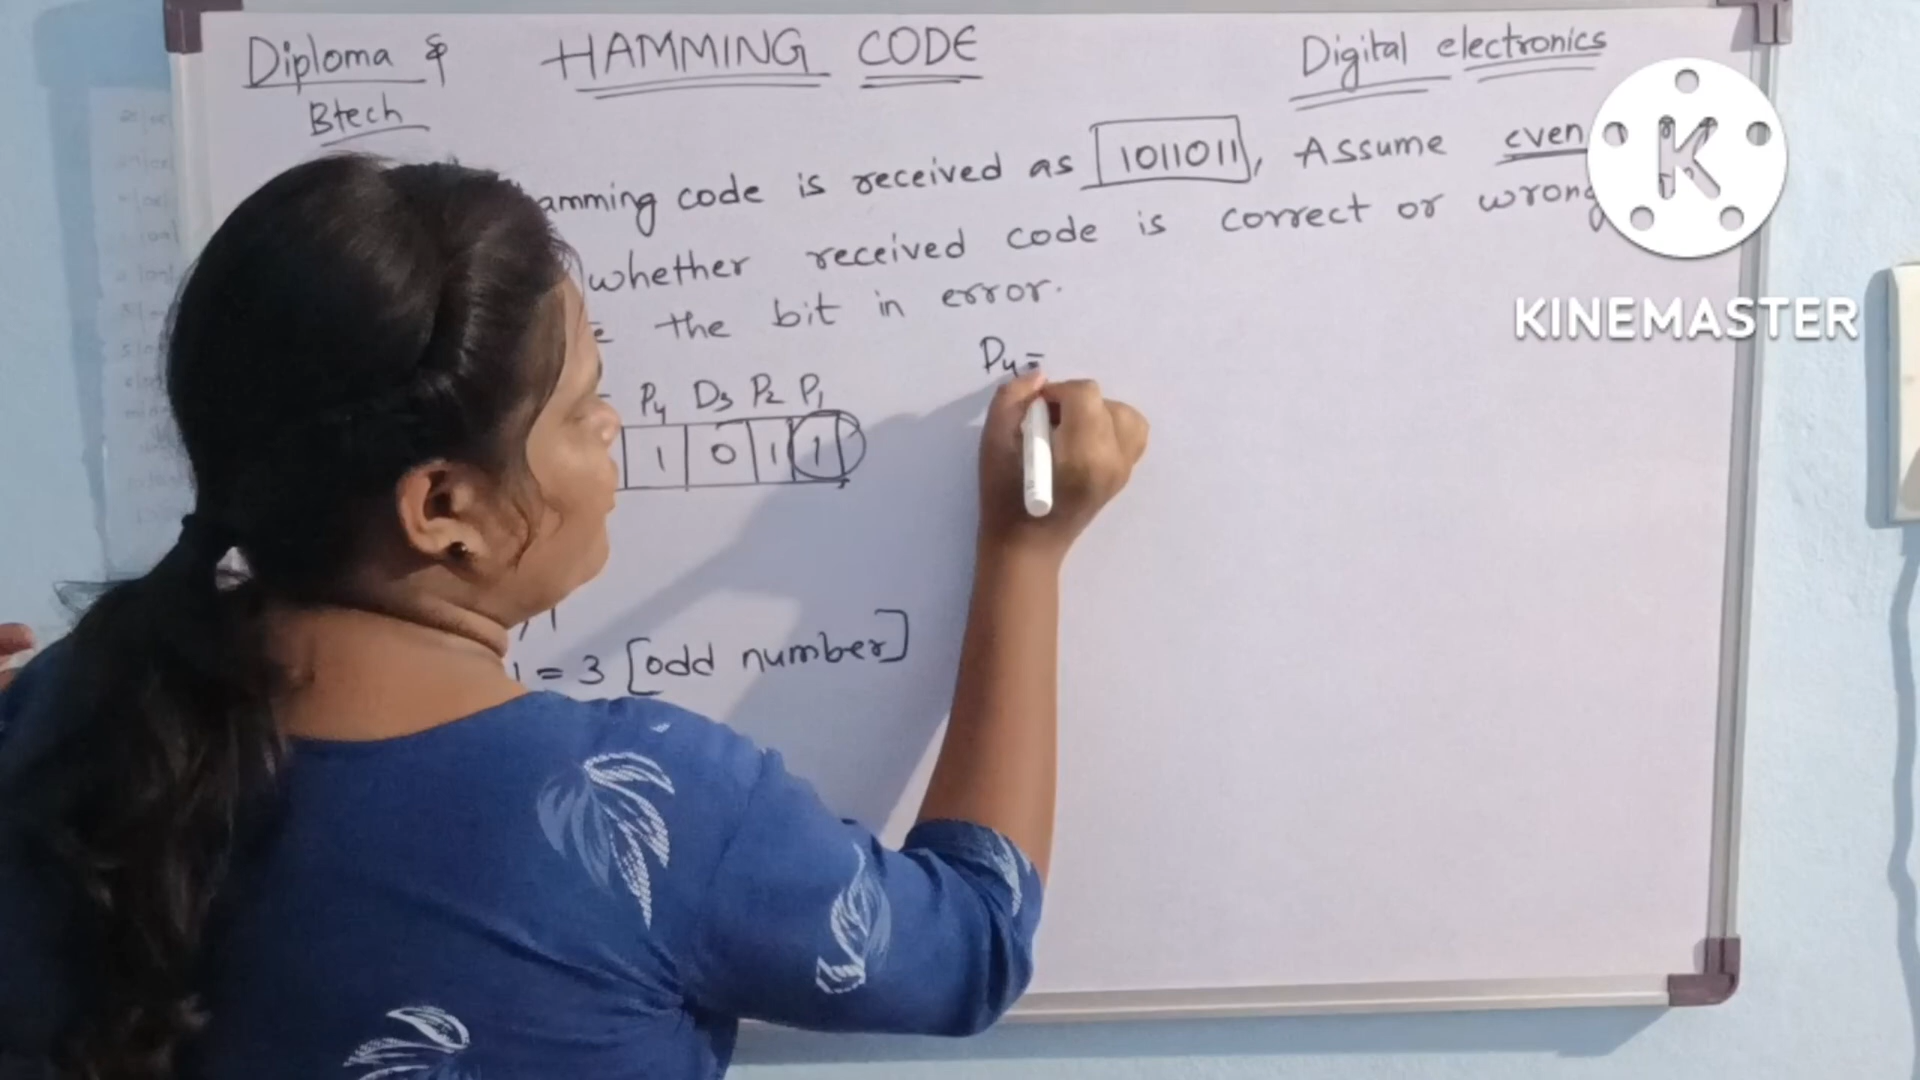 Diploma & HAMMING CODE Digital electronics
Btech
amming code is received as 1011011, Assume even
whether received code is correct or wrong
the bit in error.
P4 D3 P2 P1
1 0 1 1
P4=
, 1
1 = 3 [odd number]
KINEMASTER